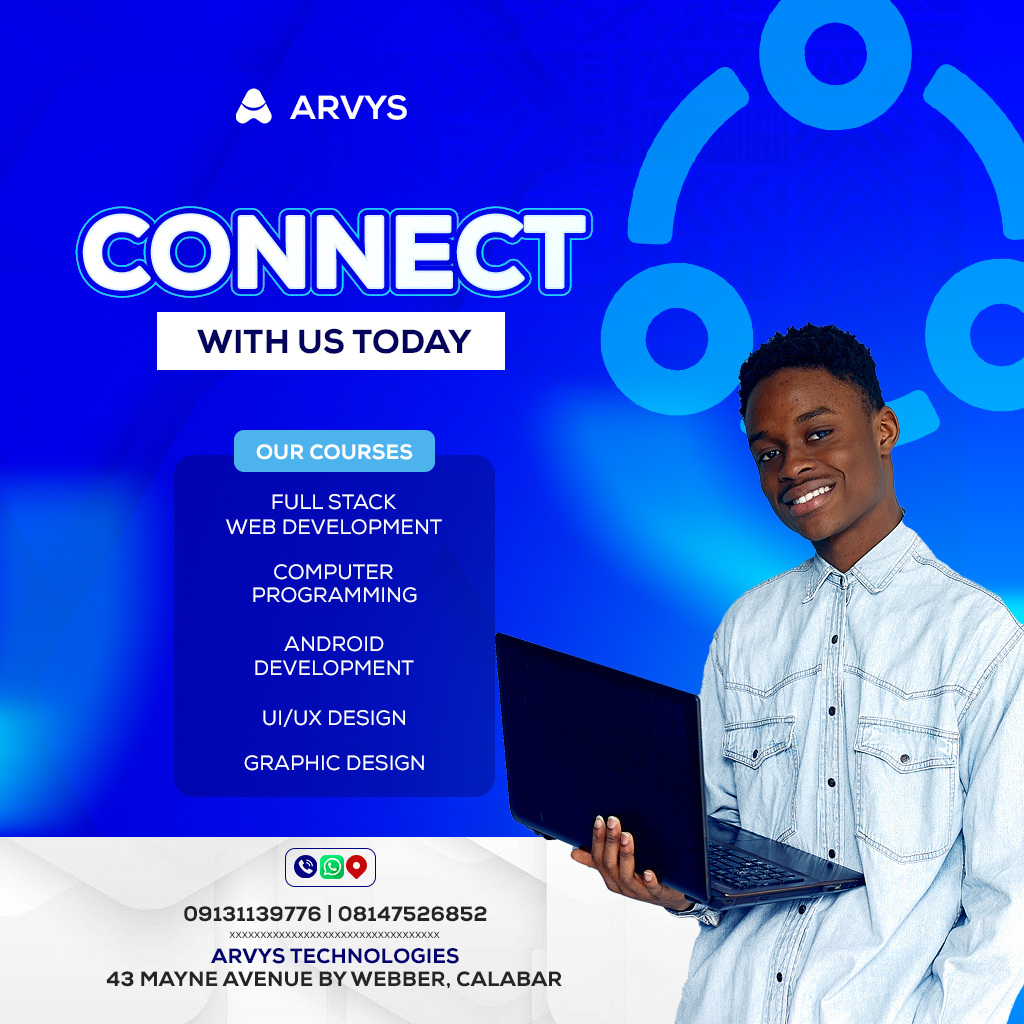 ARVYS
CONNECT
WITH US TODAY
OUR COURSES
FULL STACK
WEB DEVELOPMENT
COMPUTER
PROGRAMMING
ANDROID
DEVELOPMENT
UI/UX DESIGN
GRAPHIC DESIGN
09131139776 | 08147526852
xxxxxxxxxxxxxxxxxxxxxxxxxxxxxxxxxx
ARVYS TECHNOLOGIES
43 MAYNE AVENUE BY WEBBER, CALABAR